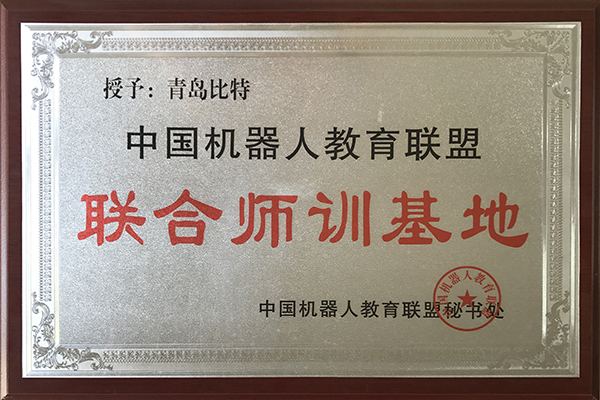 授予：青岛比特
中国机器人教育联盟
联合师训基地
中国机器人教育联盟秘书处
中国机器人教育联盟